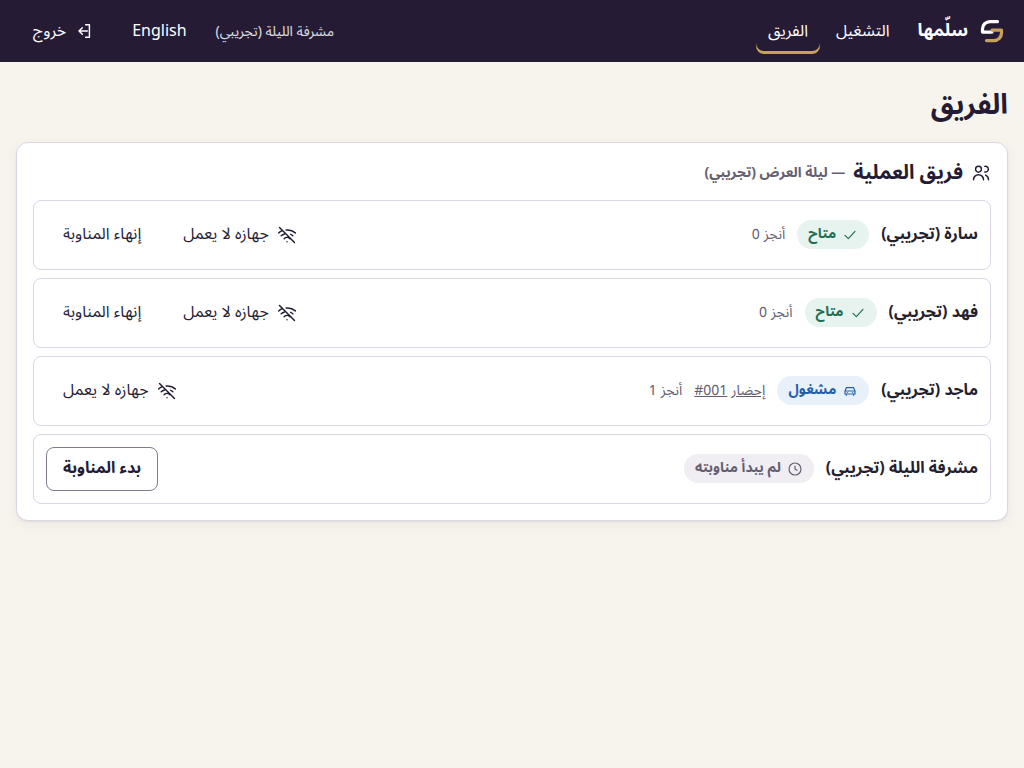 سلّمها التشغيل الفريق مشرفة الليلة (تجريبي) English خروج
الفريق
فريق العملية — ليلة العرض (تجريبي)
سارة (تجريبي) متاح أنجز 0 جهازه لا يعمل إنهاء المناوبة
فهد (تجريبي) متاح أنجز 0 جهازه لا يعمل إنهاء المناوبة
ماجد (تجريبي) مشغول إحضار 001# أنجز 1 جهازه لا يعمل
مشرفة الليلة (تجريبي) لم يبدأ مناوبته بدء المناوبة